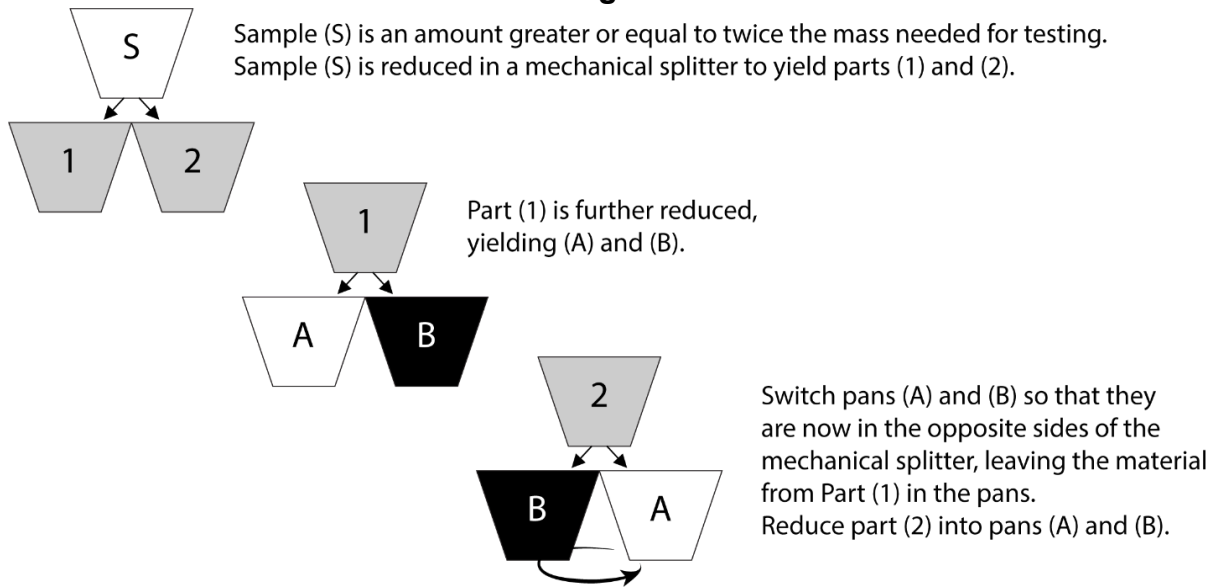 S
Sample (S) is an amount greater or equal to twice the mass needed for testing.
Sample (S) is reduced in a mechanical splitter to yield parts (1) and (2).
1
2
1
Part (1) is further reduced,
yielding (A) and (B).
A
B
2
Switch pans (A) and (B) so that they
are now in the opposite sides of the
mechanical splitter, leaving the material
from Part (1) in the pans.
Reduce part (2) into pans (A) and (B).
B
A